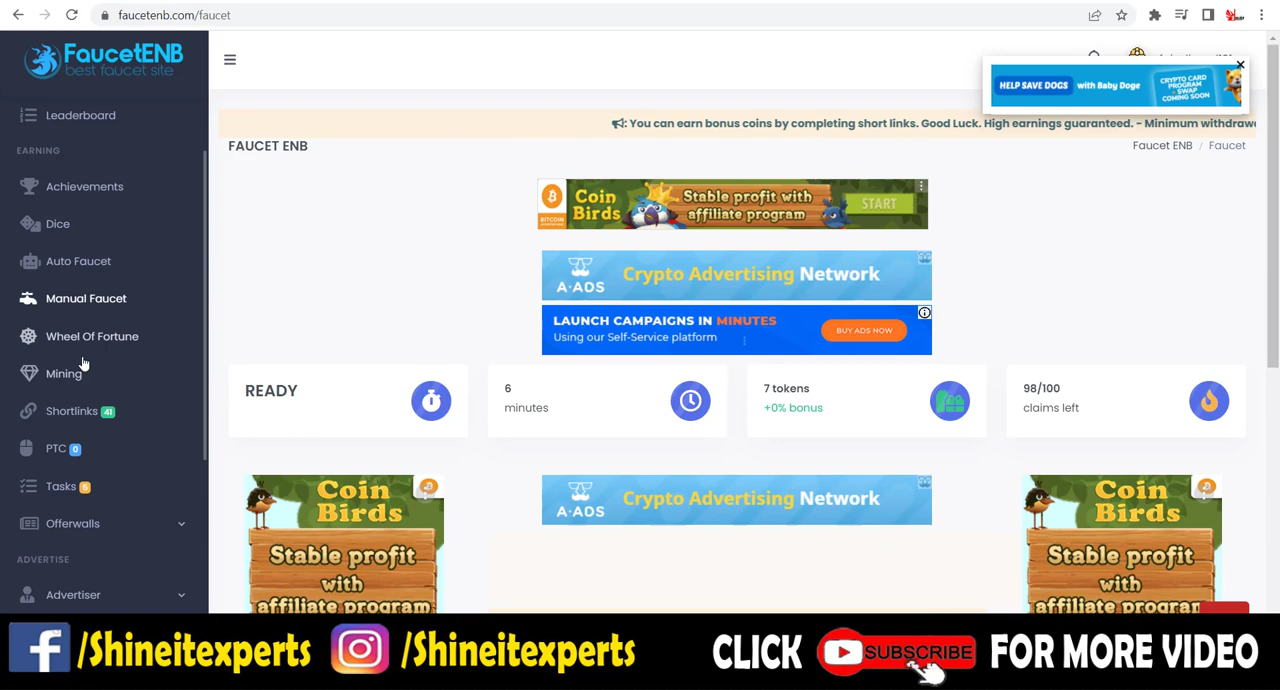 faucetenb.com/faucet
FaucetENB
best faucet site
Leaderboard
EARNING
Achievements
Dice
Auto Faucet
Manual Faucet
Wheel Of Fortune
Mining
Shortlinks 41
PTC 0
Tasks 6
Offerwalls
ADVERTISE
Advertiser
HELP SAVE DOGS with Baby Doge
CRYPTO CARD
PROGRAM
+ SWAP
COMING SOON
: You can earn bonus coins by completing short links. Good Luck. High earnings guaranteed. - Minimum withdraw
FAUCET ENB
Faucet ENB / Faucet
Coin
Birds
Stable profit with
affiliate program
START
A-ADS
Crypto Advertising Network
LAUNCH CAMPAIGNS IN MINUTES
Using our Self-Service platform
BUY ADS NOW
READY
6
minutes
7 tokens
+0% bonus
98/100
claims left
Coin
Birds
Stable profit
with
affiliate program
A-ADS
Crypto Advertising Network
Coin
Birds
Stable profit
with
affiliate program
/Shineitexperts
/Shineitexperts
CLICK SUBSCRIBE FOR MORE VIDEO